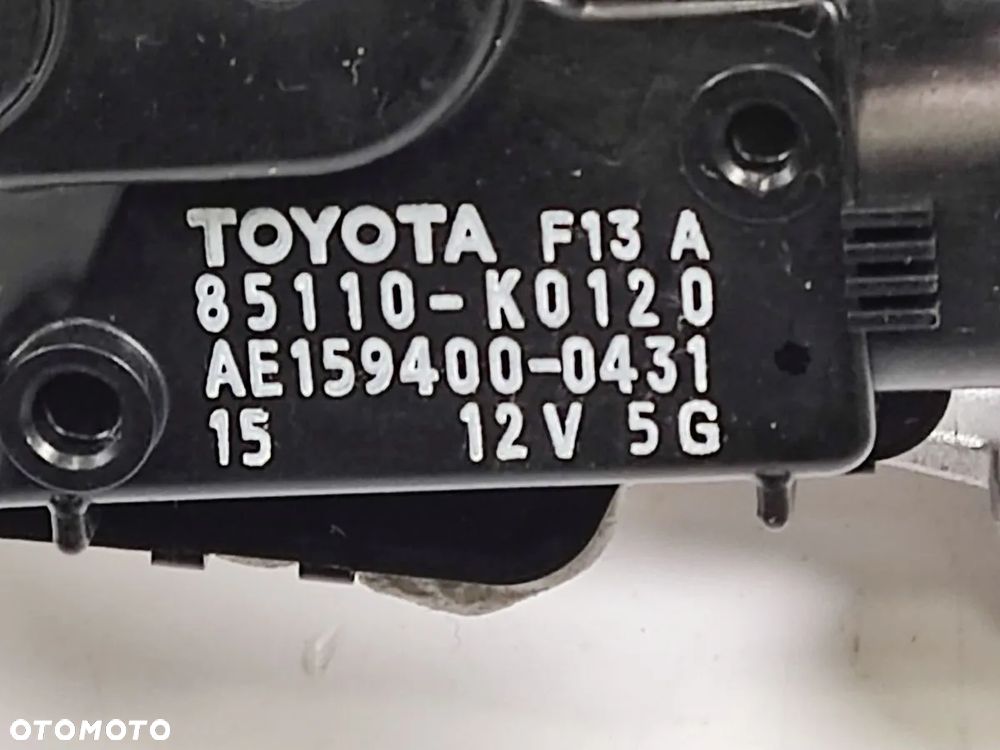 TOYOTA F13 A
85110-K0120
AE159400-0431
15 12V 5G
OTOMOTO